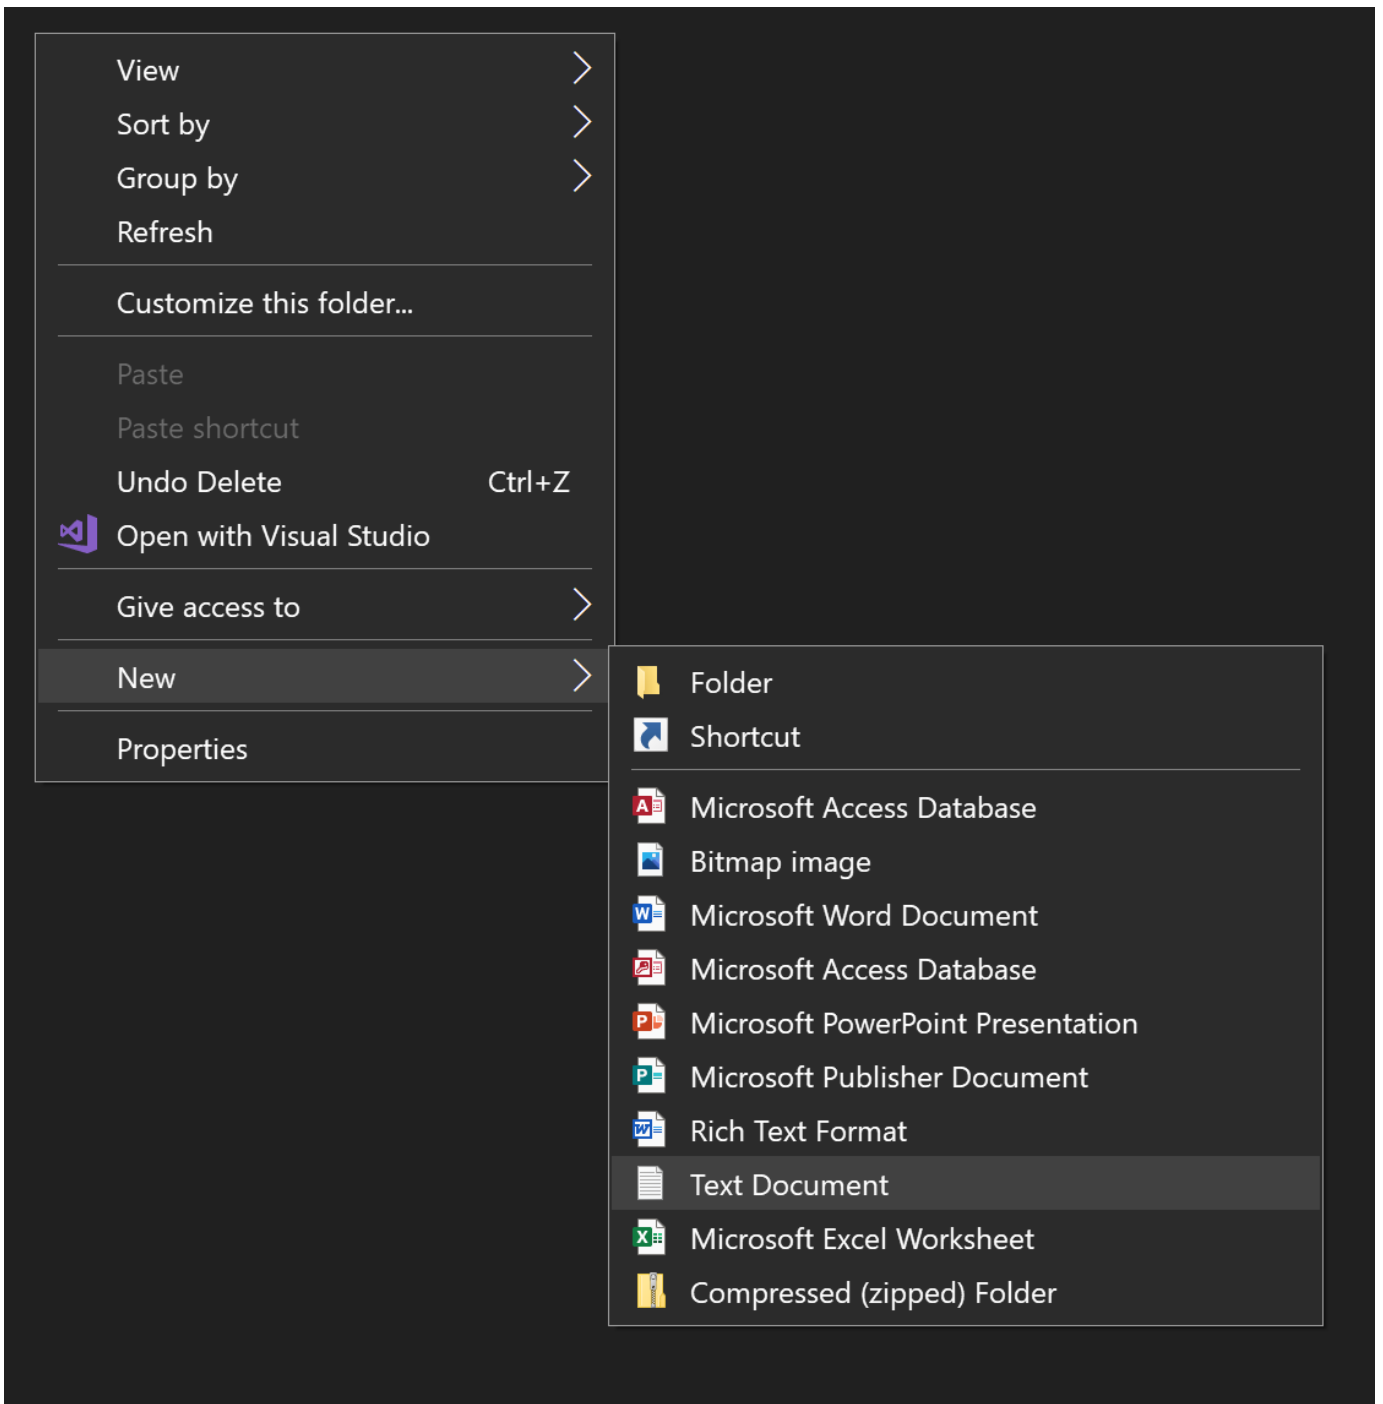 View
Sort by
Group by
Refresh
Customize this folder...
Paste
Paste shortcut
Undo Delete Ctrl+Z
Open with Visual Studio
Give access to
New
Properties
Folder
Shortcut
Microsoft Access Database
Bitmap image
Microsoft Word Document
Microsoft Access Database
Microsoft PowerPoint Presentation
Microsoft Publisher Document
Rich Text Format
Text Document
Microsoft Excel Worksheet
Compressed (zipped) Folder